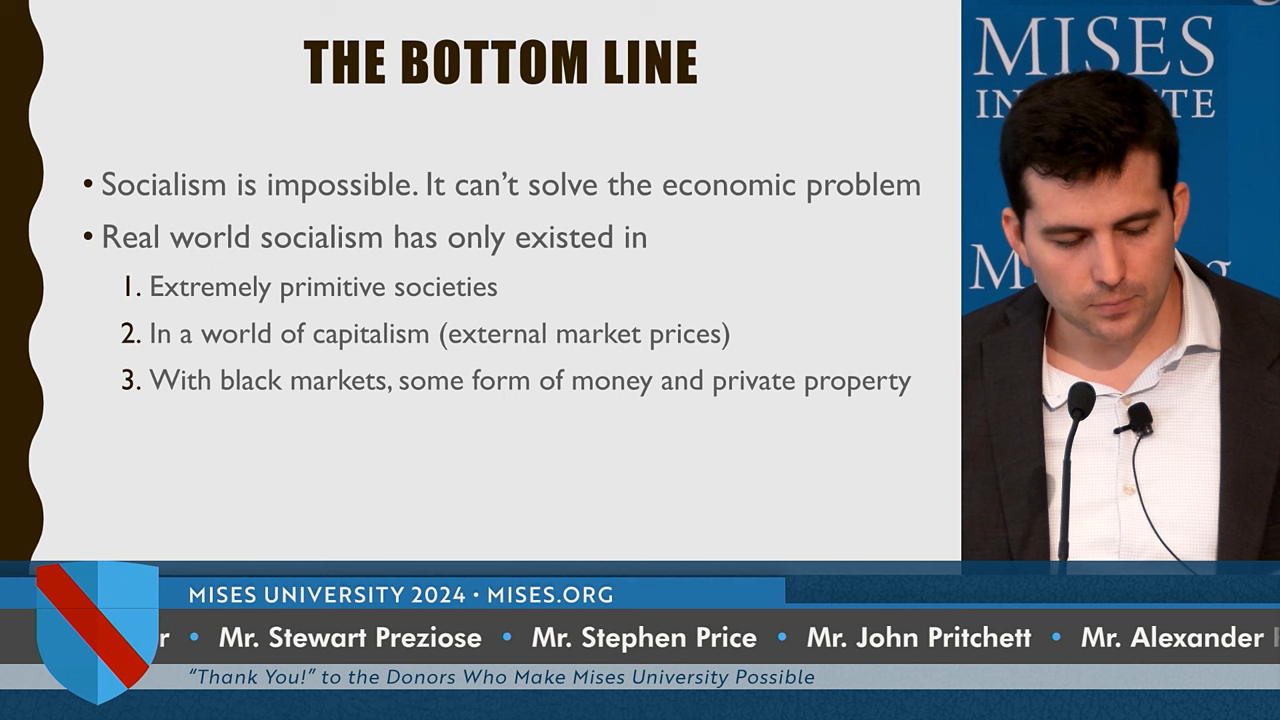 THE BOTTOM LINE
• Socialism is impossible. It can't solve the economic problem
• Real world socialism has only existed in
1. Extremely primitive societies
2. In a world of capitalism (external market prices)
3. With black markets, some form of money and private property
MISES
IN TE
M g
MISES UNIVERSITY 2024 • MISES.ORG
r • Mr. Stewart Preziose • Mr. Stephen Price • Mr. John Pritchett • Mr. Alexander
“Thank You!” to the Donors Who Make Mises University Possible